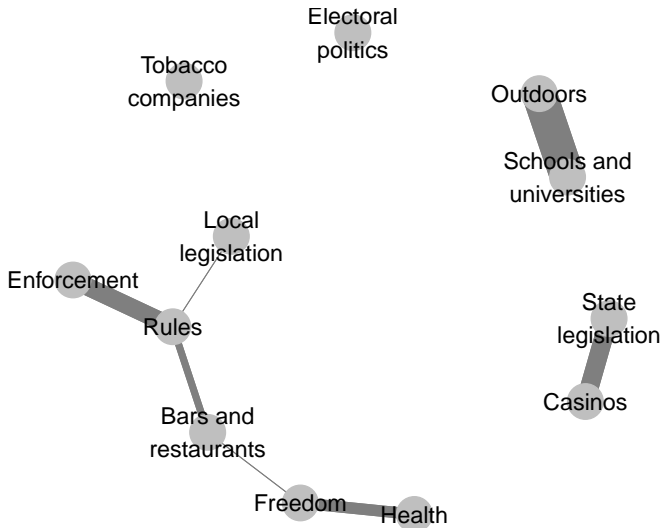 Electoral
politics
Tobacco
companies
Outdoors
Schools and
universities
Local
legislation
Enforcement
Rules
State
legislation
Casinos
Bars and
restaurants
Freedom
Health